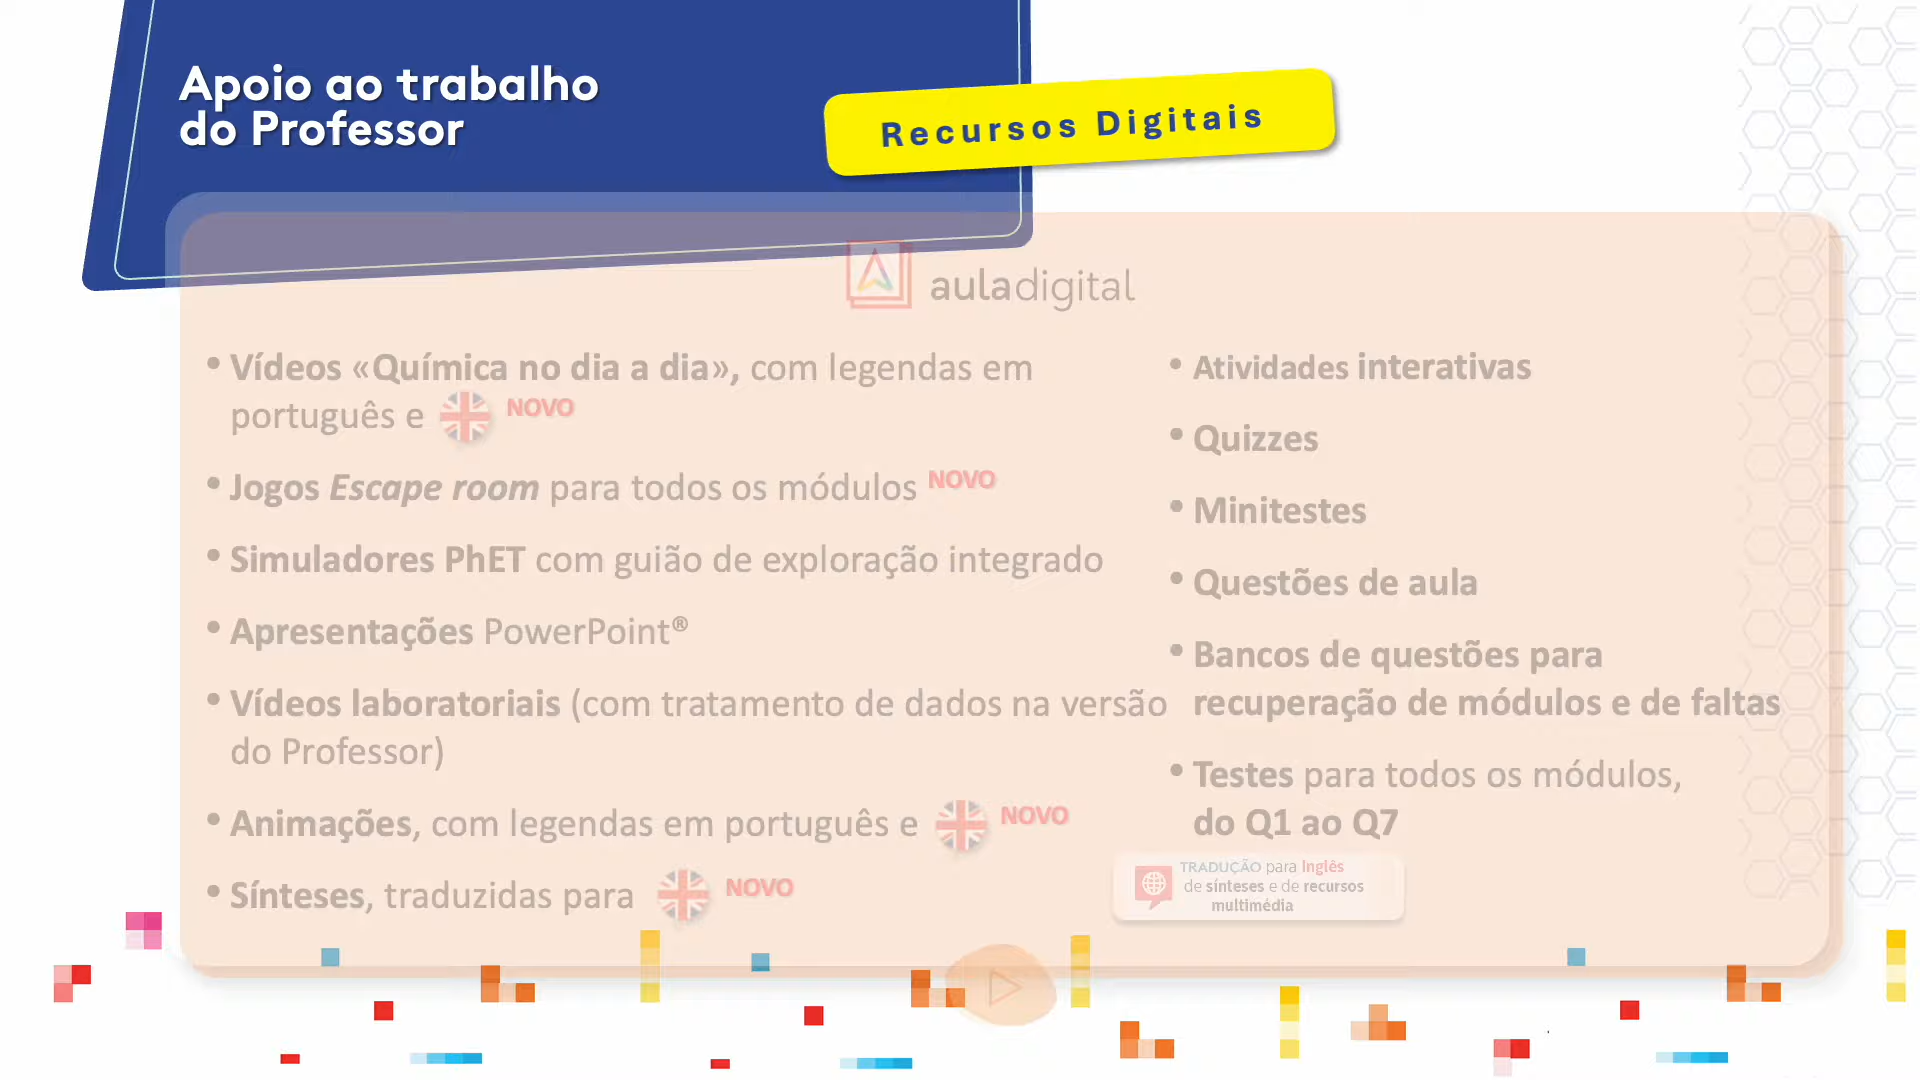 Apoio ao trabalho
do Professor
Recursos Digitais
auladigital
• Vídeos «Química no dia a dia», com legendas em
português e NOVO
• Jogos Escape room para todos os módulos NOVO
• Simuladores PhET com guião de exploração integrado
• Apresentações PowerPoint®
• Vídeos laboratoriais (com tratamento de dados na versão
do Professor)
• Animações, com legendas em português e NOVO
• Sínteses, traduzidas para NOVO
• Atividades interativas
• Quizzes
• Minitestes
• Questões de aula
• Bancos de questões para
recuperação de módulos e de faltas
• Testes para todos os módulos,
do Q1 ao Q7
TRADUÇÃO para Inglês
de sínteses e de recursos
multimédia